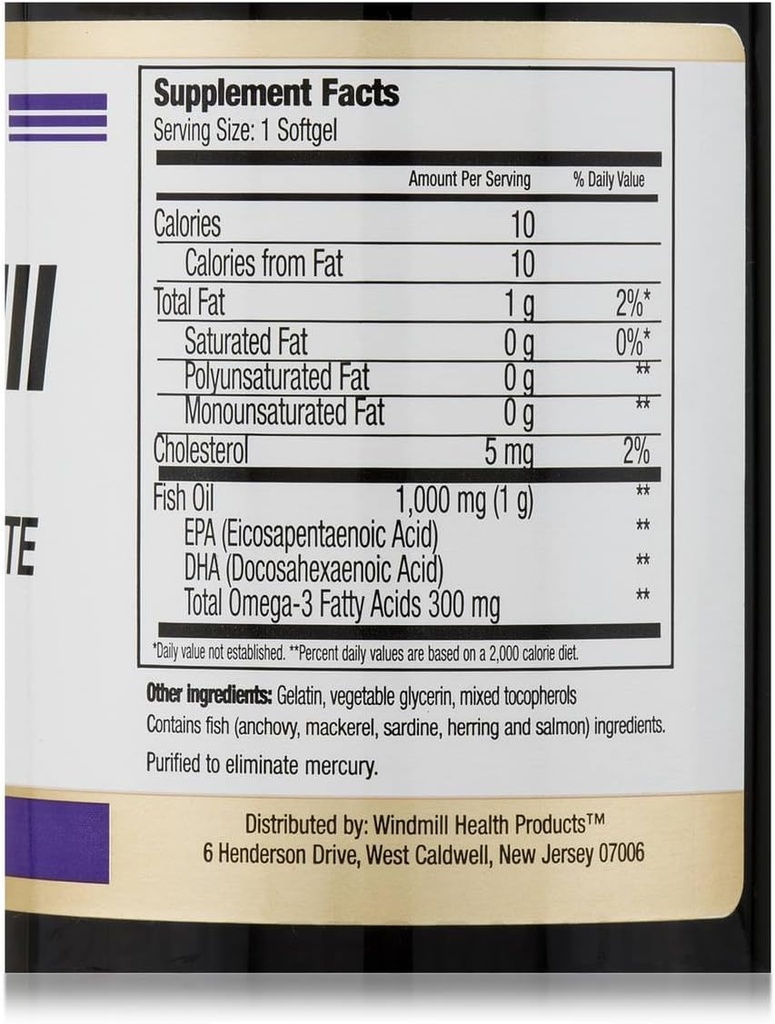 Supplement Facts
Serving Size: 1 Softgel
Amount Per Serving % Daily Value
Calories 10
Calories from Fat 10
Total Fat 1 g 2%*
Saturated Fat 0 g 0%*
Polyunsaturated Fat 0 g **
Monounsaturated Fat 0 g **
Cholesterol 5 mg 2%
Fish Oil 1,000 mg (1 g) **
EPA (Eicosapentaenoic Acid) **
DHA (Docosahexaenoic Acid) **
Total Omega-3 Fatty Acids 300 mg **
*Daily value not established. **Percent daily values are based on a 2,000 calorie diet.
Other ingredients: Gelatin, vegetable glycerin, mixed tocopherols
Contains fish (anchovy, mackerel, sardine, herring and salmon) ingredients.
Purified to eliminate mercury.
Distributed by: Windmill Health Products™
6 Henderson Drive, West Caldwell, New Jersey 07006
ill
TE